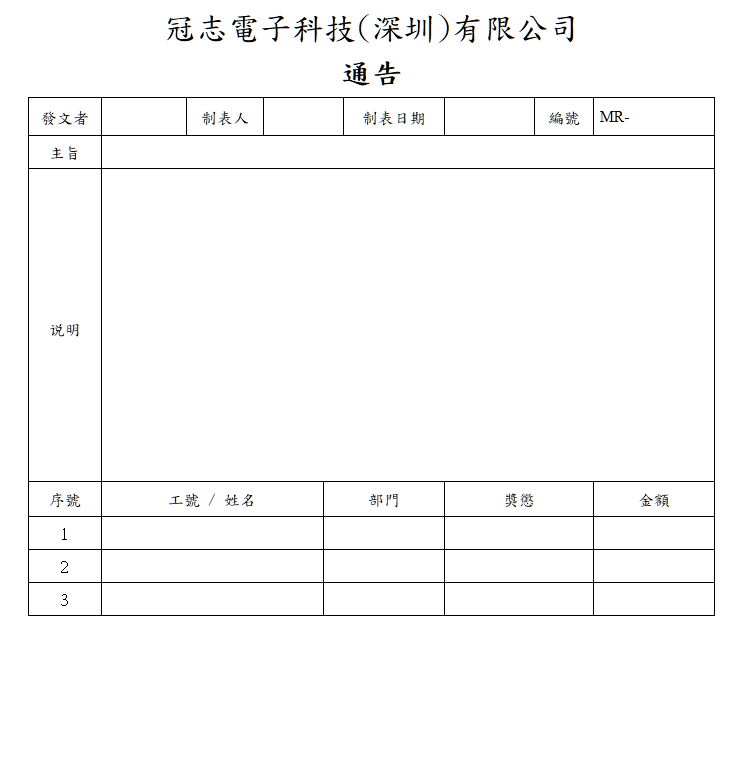 冠志電子科技(深圳)有限公司
通告
發文者 制表人 制表日期 編號 MR-
主旨
说明
序號 工號 / 姓名 部門 獎懲 金額
1
2
3